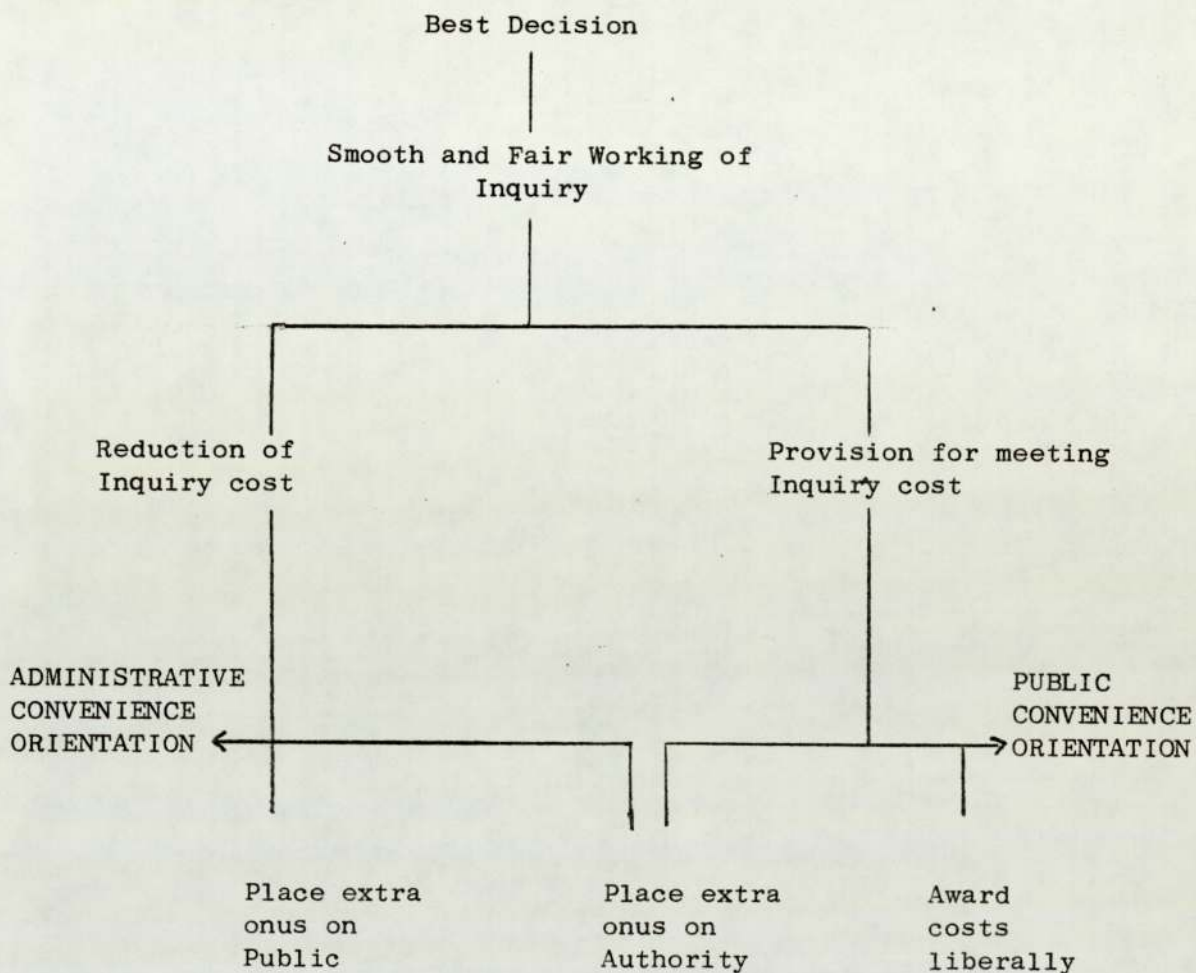 Best Decision
Smooth and Fair Working of
Inquiry
Reduction of
Inquiry cost
Provision for meeting
Inquiry cost
ADMINISTRATIVE
CONVENIENCE
ORIENTATION
PUBLIC
CONVENIENCE
ORIENTATION
Place extra
onus on
Public
Place extra
onus on
Authority
Award
costs
liberally